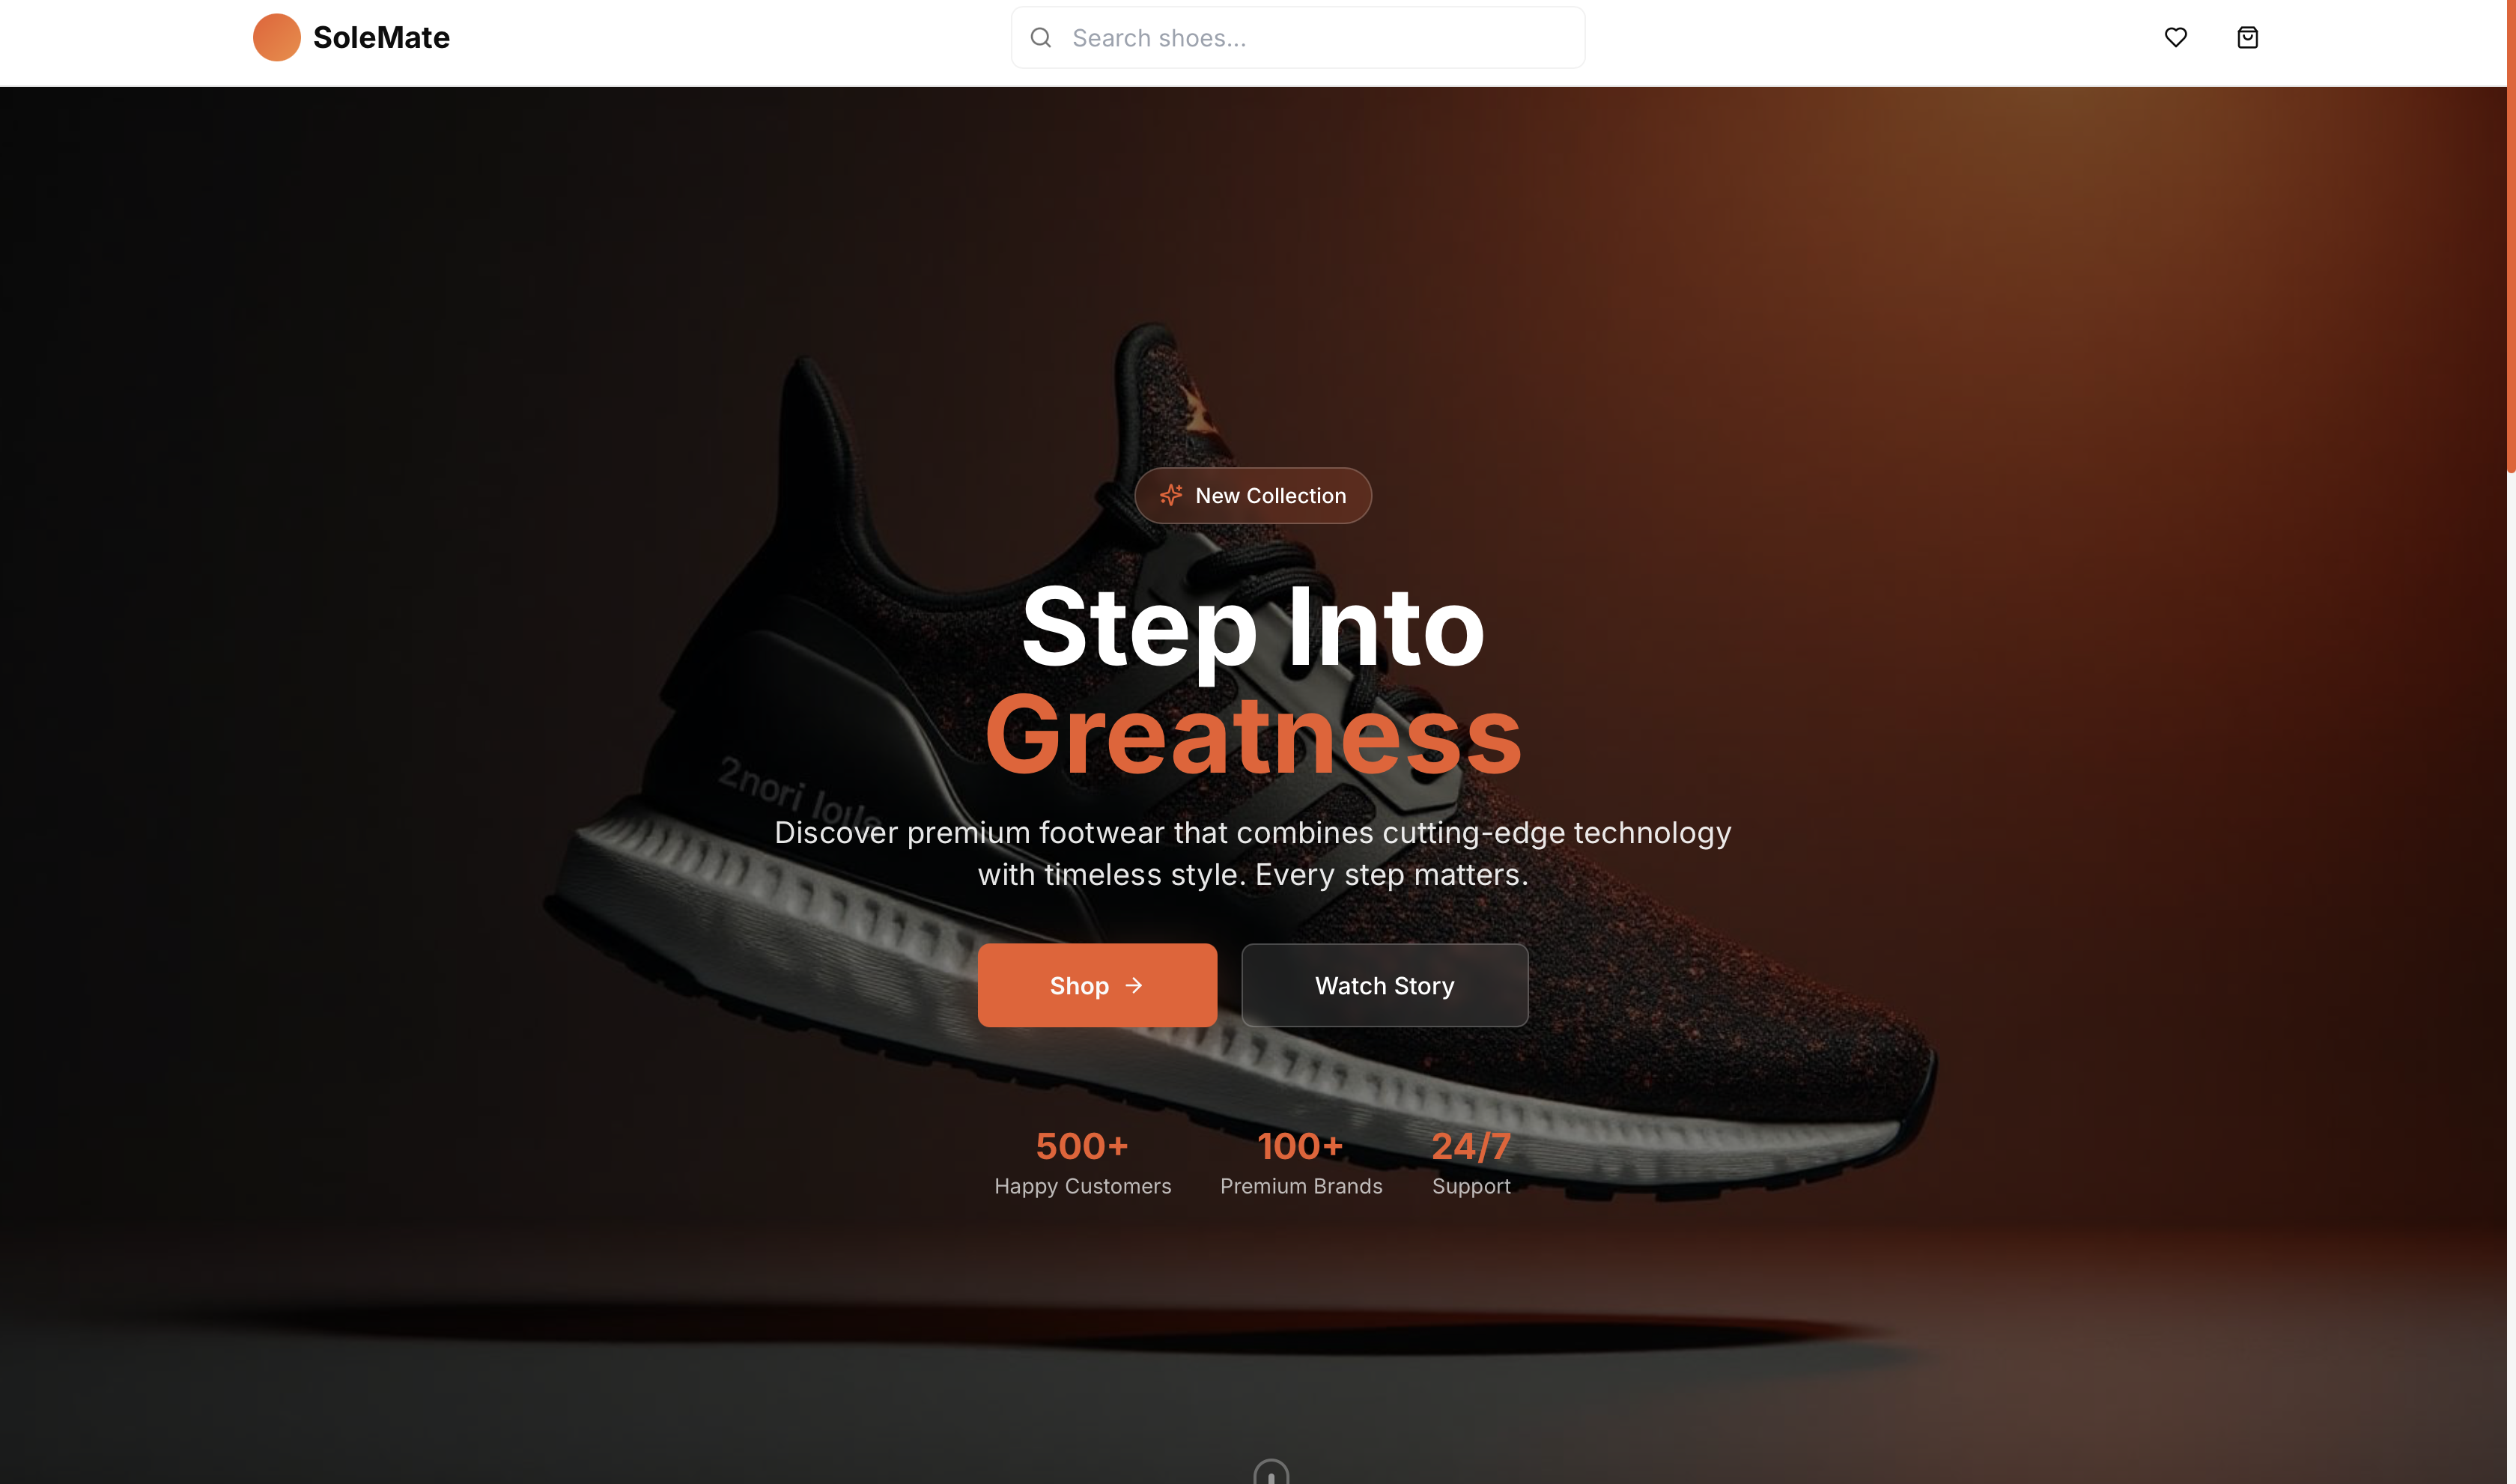 SoleMate
Search shoes...
New Collection
Step Into
Greatness
2nori
Discover premium footwear that combines cutting-edge technology
with timeless style. Every step matters.
Shop
Watch Story
500+
100+
24/7
Happy Customers
Premium Brands
Support